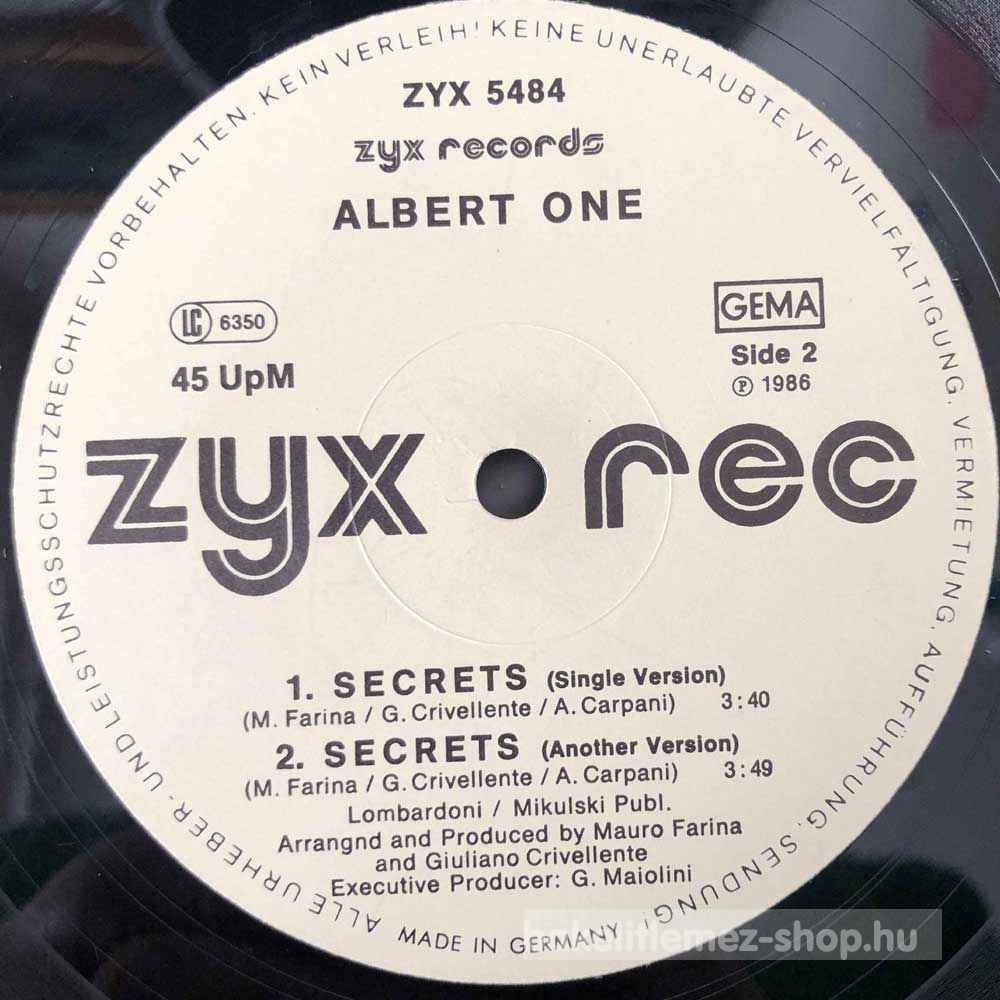 ZYX 5484
zyx records
ALBERT ONE
LC 6350
45 UpM
GEMA
Side 2
Ⓟ 1986
zyx rec
1. SECRETS (Single Version)
(M. Farina / G. Crivellente / A. Carpani) 3:40
2. SECRETS (Another Version)
(M. Farina / G. Crivellente / A. Carpani) 3:49
Lombardoni / Mikulski Publ.
Arrangnd and Produced by Mauro Farina
and Giuliano Crivellente
Executive Producer: G. Maiolini
ALLE URHEBER- UND LEISTUNGSSCHUTZRECHTE VORBEHALTEN. KEIN VERLEIH! KEINE UNERLAUBTE VERVIELFÄLTIGUNG, VERMIETUNG, AUFFÜHRUNG, SENDUNG!
MADE IN GERMANY
bakelitlemez-shop.hu